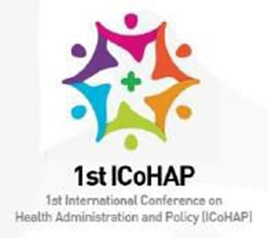 1st ICoHAP
1st International Conference on
Health Administration and Policy (ICoHAP)